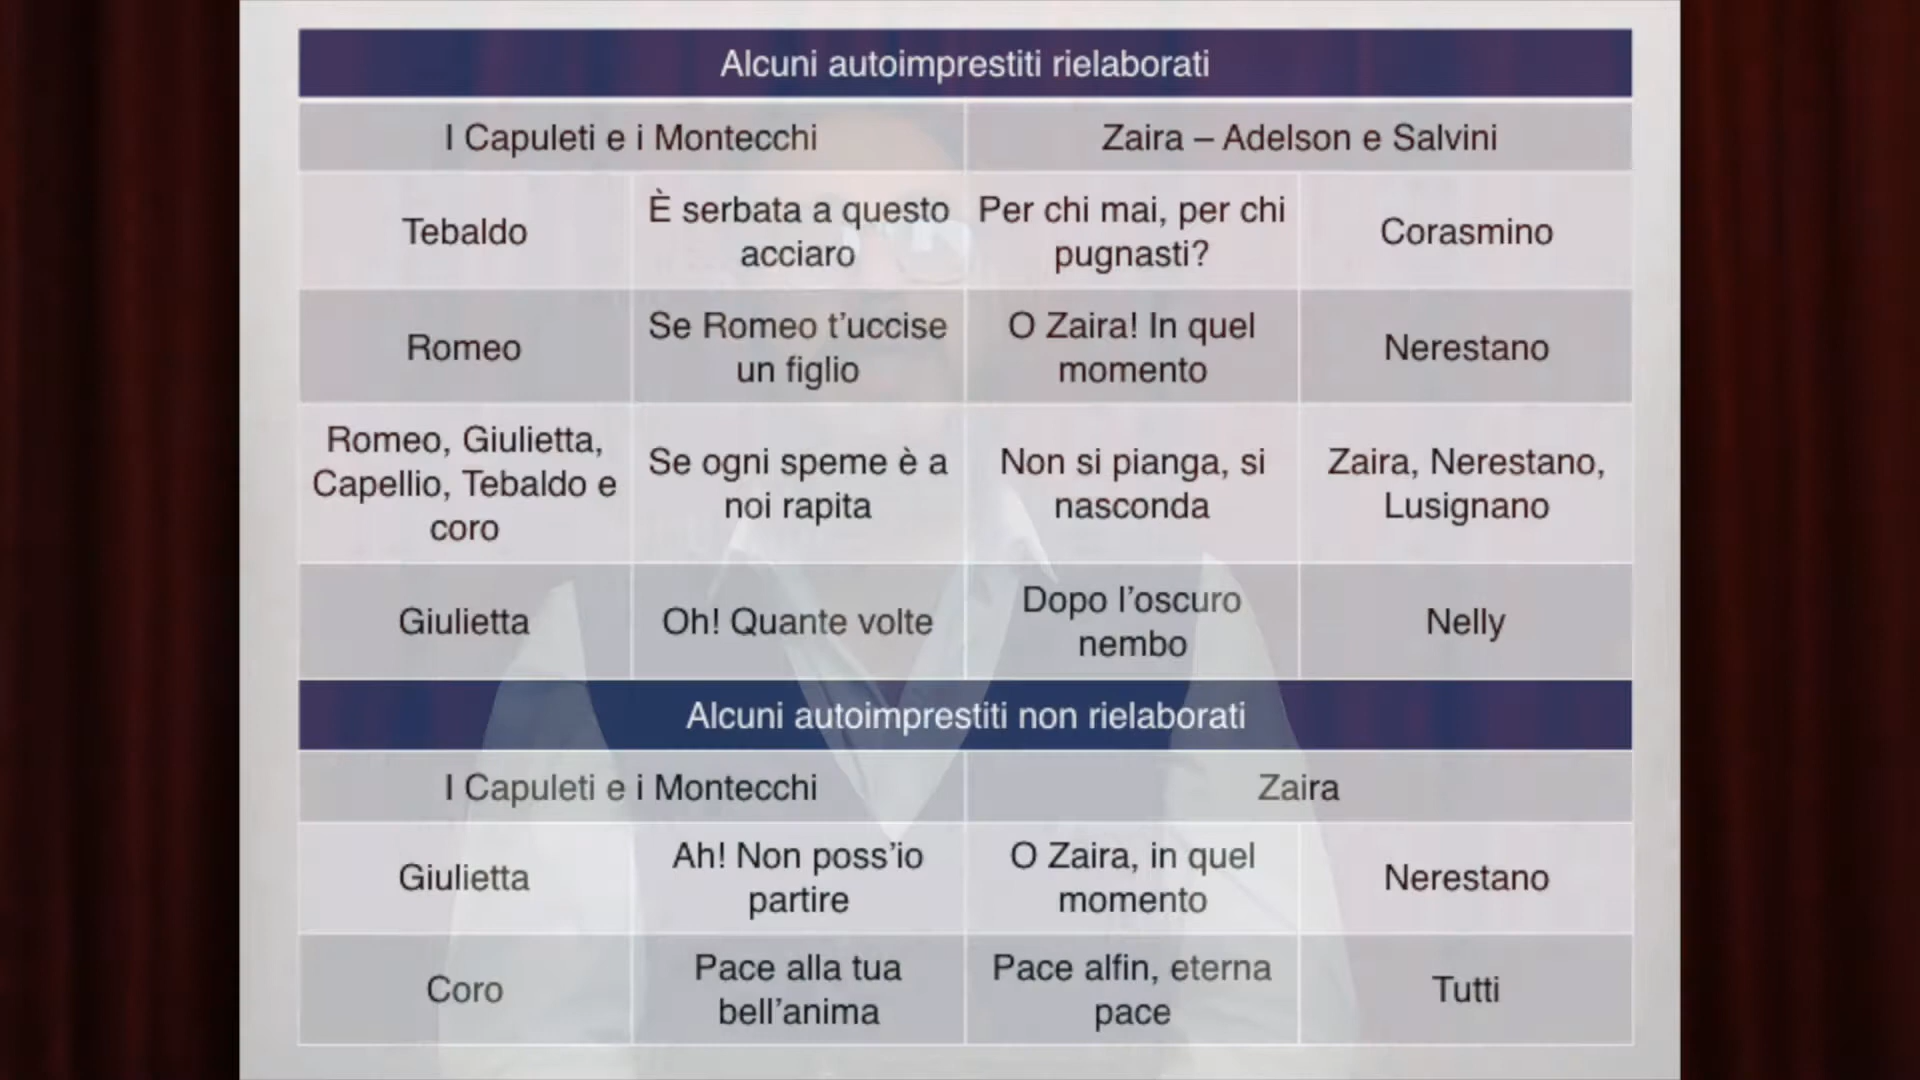 Alcuni autoimprestiti rielaborati
I Capuleti e i Montecchi
Zaira – Adelson e Salvini
Tebaldo
È serbata a questo
acciaro
Per chi mai, per chi
pugnasti?
Corasmino
Romeo
Se Romeo t’uccise
un figlio
O Zaira! In quel
momento
Nerestano
Romeo, Giulietta,
Capellio, Tebaldo e
coro
Se ogni speme è a
noi rapita
Non si pianga, si
nasconda
Zaira, Nerestano,
Lusignano
Giulietta
Oh! Quante volte
Dopo l’oscuro
nembo
Nelly
Alcuni autoimprestiti non rielaborati
I Capuleti e i Montecchi
Zaira
Giulietta
Ah! Non poss’io
partire
O Zaira, in quel
momento
Nerestano
Coro
Pace alla tua
bell’anima
Pace alfin, eterna
pace
Tutti